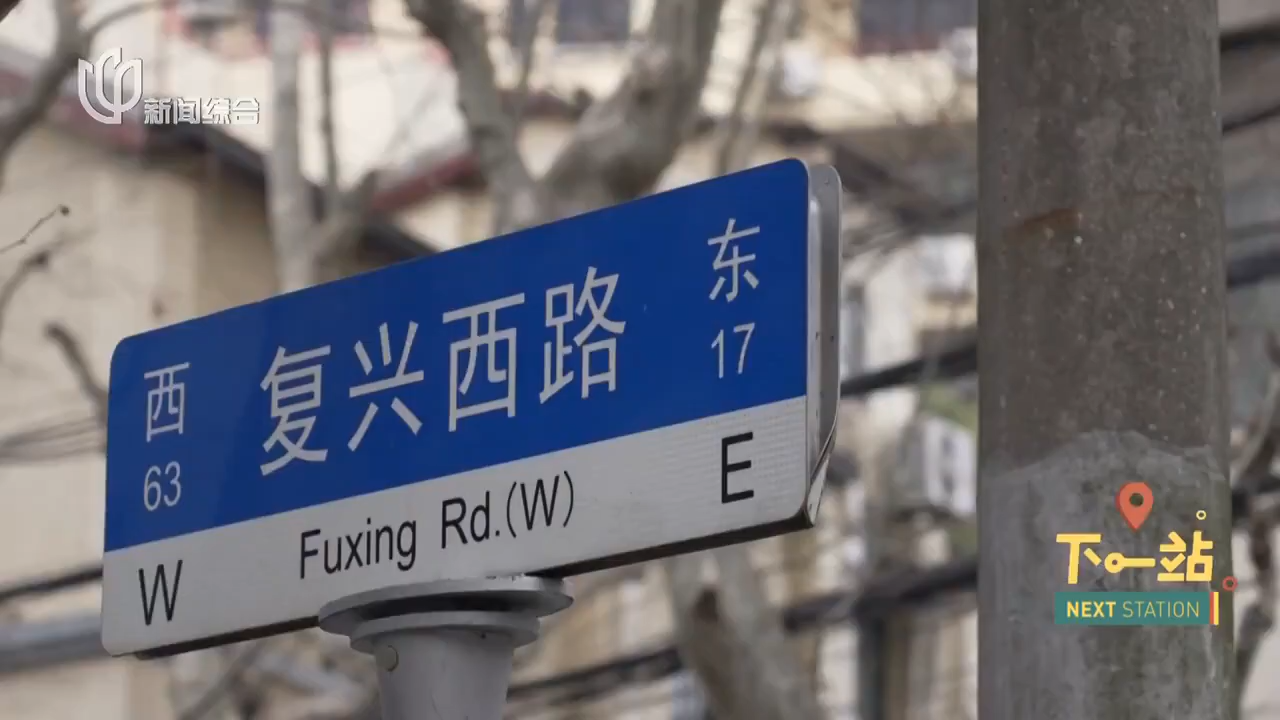 新闻综合
西 复兴西路 东
63 17
W Fuxing Rd.(W) E
下一站
NEXT STATION